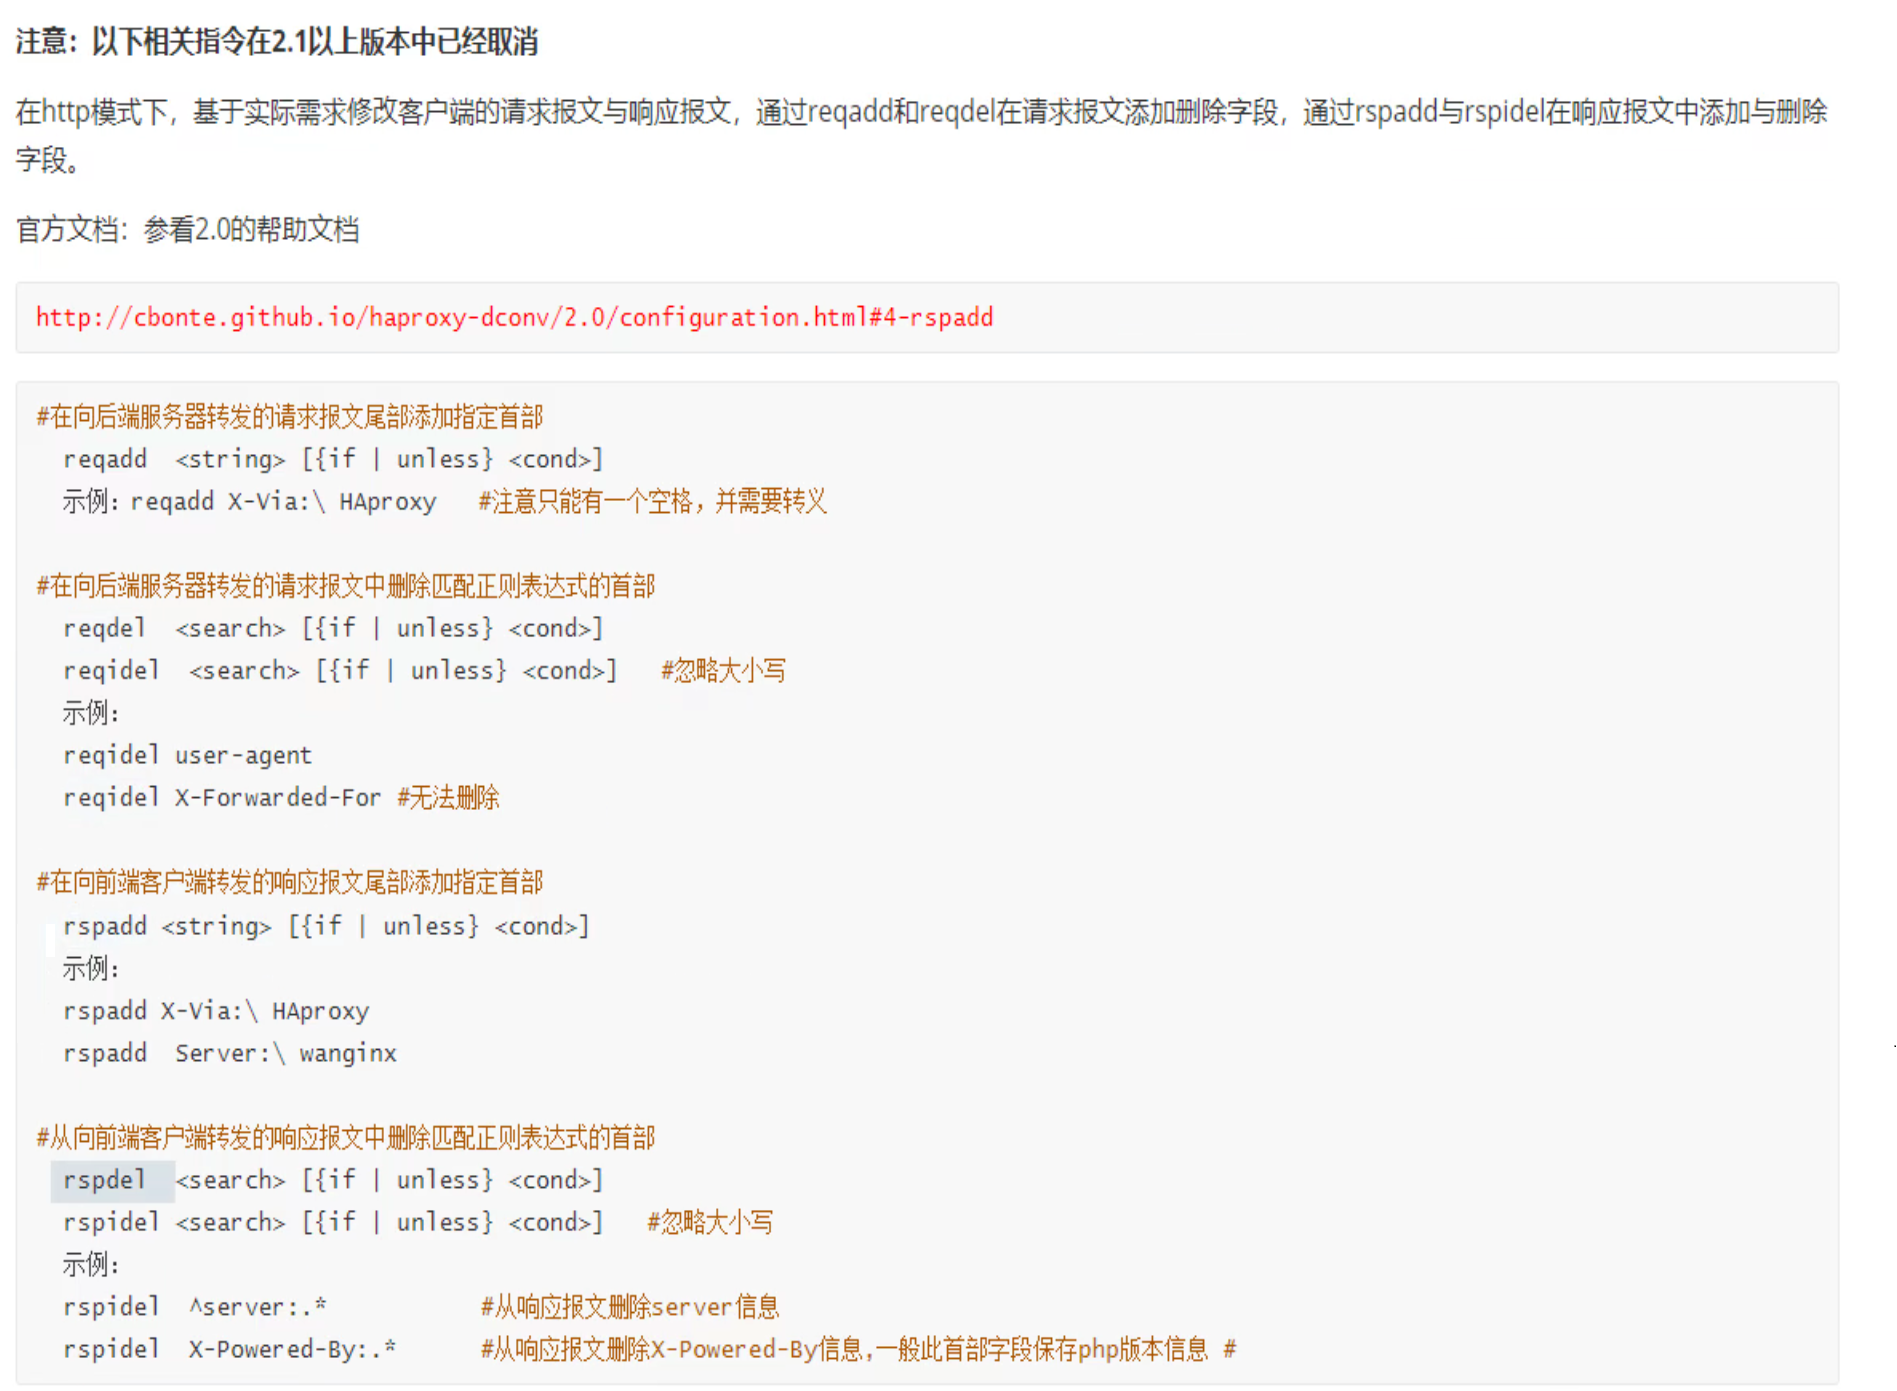 注意：以下相关指令在2.1以上版本中已经取消
在http模式下，基于实际需求修改客户端的请求报文与响应报文，通过reqadd和reqdel在请求报文添加删除字段，通过rspadd与rspidel在响应报文中添加与删除
字段。
官方文档：参看2.0的帮助文档
http://cbonte.github.io/haproxy-dconv/2.0/configuration.html#4-rspadd
#在向后端服务器转发的请求报文尾部添加指定首部
reqadd  <string> [{if | unless} <cond>]
示例：reqadd X-Via:\ HAproxy   #注意只能有一个空格，并需要转义
#在向后端服务器转发的请求报文中删除匹配正则表达式的首部
reqdel  <search> [{if | unless} <cond>]
reqidel  <search> [{if | unless} <cond>]   #忽略大小写
示例：
reqidel user-agent
reqidel X-Forwarded-For #无法删除
#在向前端客户端转发的响应报文尾部添加指定首部
rspadd <string> [{if | unless} <cond>]
示例：
rspadd X-Via:\ HAproxy
rspadd  Server:\ wanginx
#从向前端客户端转发的响应报文中删除匹配正则表达式的首部
rspdel  <search> [{if | unless} <cond>]
rspidel <search> [{if | unless} <cond>]   #忽略大小写
示例：
rspidel  ^server:.*           #从响应报文删除server信息
rspidel  X-Powered-By:.*      #从响应报文删除X-Powered-By信息,一般此首部字段保存php版本信息 #